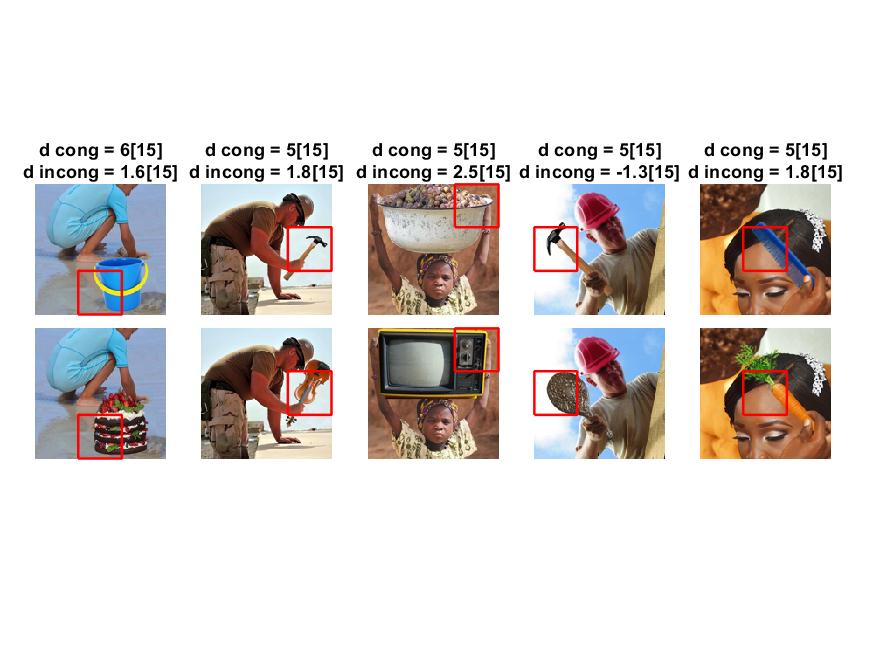 d cong = 6[15]
d incong = 1.6[15]
d cong = 5[15]
d incong = 1.8[15]
d cong = 5[15]
d incong = 2.5[15]
d cong = 5[15]
d incong = -1.3[15]
d cong = 5[15]
d incong = 1.8[15]